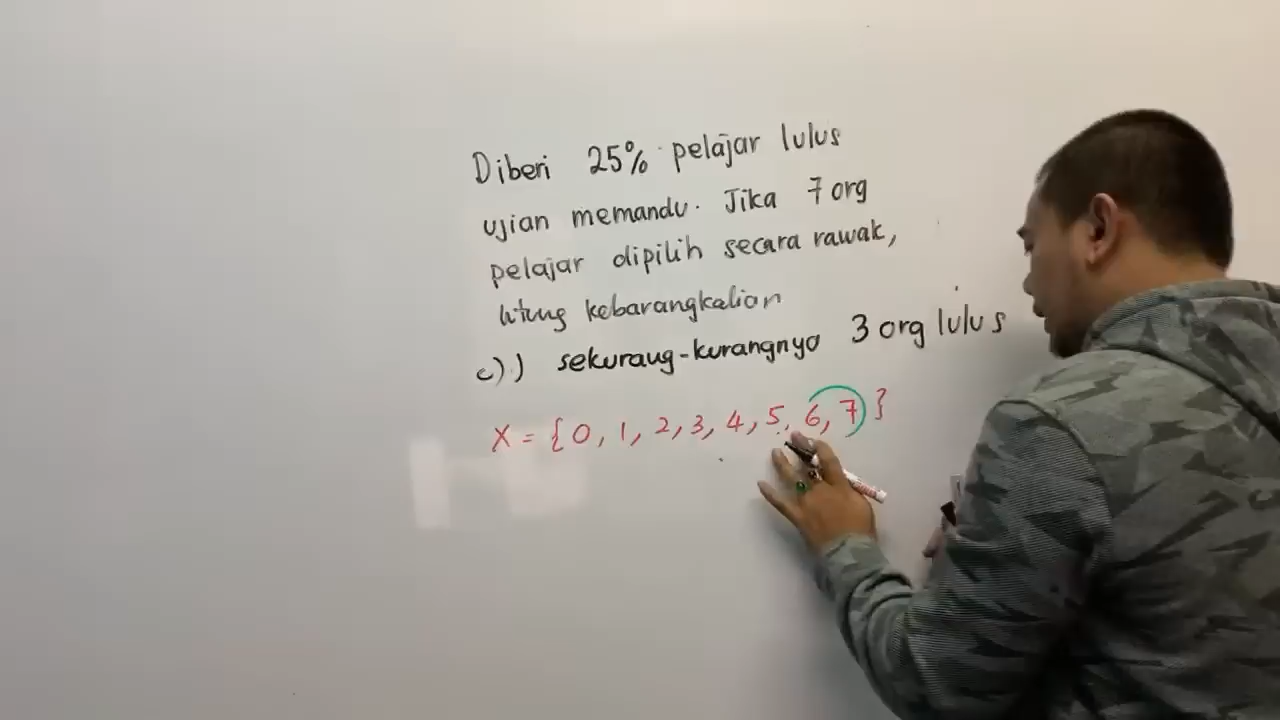 Diberi 25% pelajar lulus
ujian memandu. Jika 7 org
pelajar dipilih secara rawak,
hitung kebarangkalian
c)) sekurang-kurangnya 3 org lulus
X = {0, 1, 2, 3, 4, 5, 6, 7}